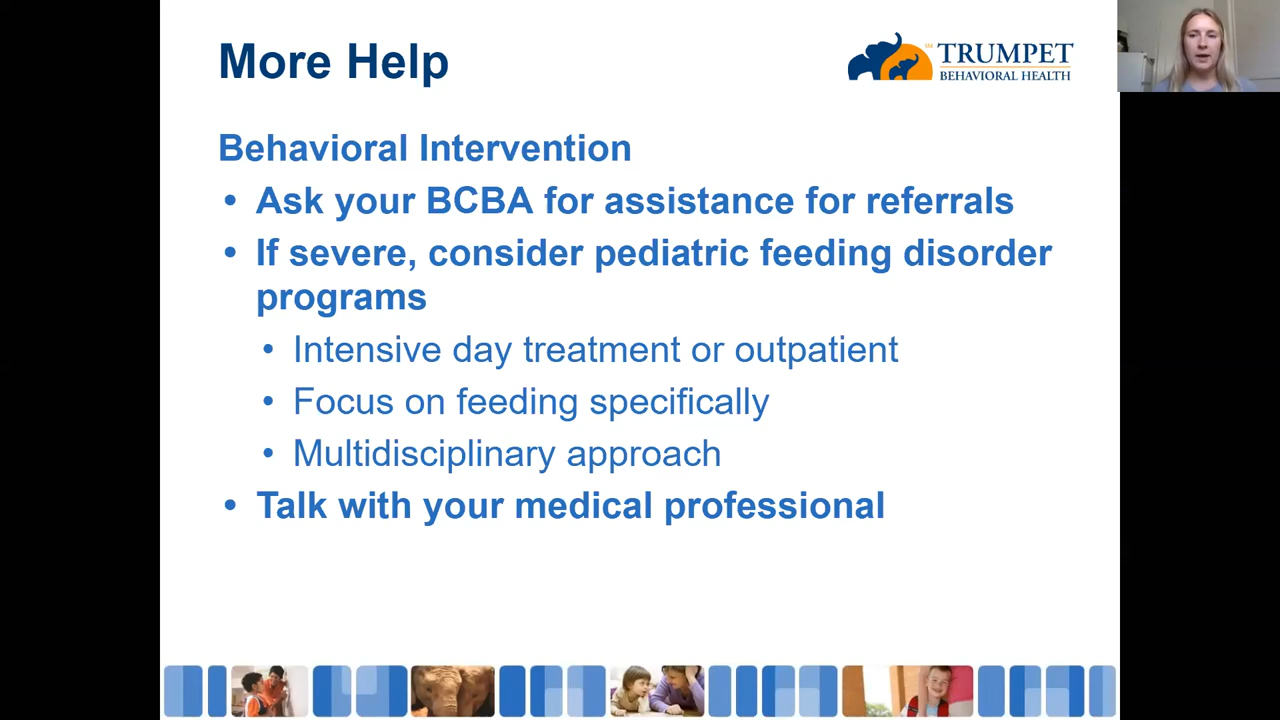 More Help
TRUMPET
BEHAVIORAL HEALTH
Behavioral Intervention
• Ask your BCBA for assistance for referrals
• If severe, consider pediatric feeding disorder
programs
• Intensive day treatment or outpatient
• Focus on feeding specifically
• Multidisciplinary approach
• Talk with your medical professional